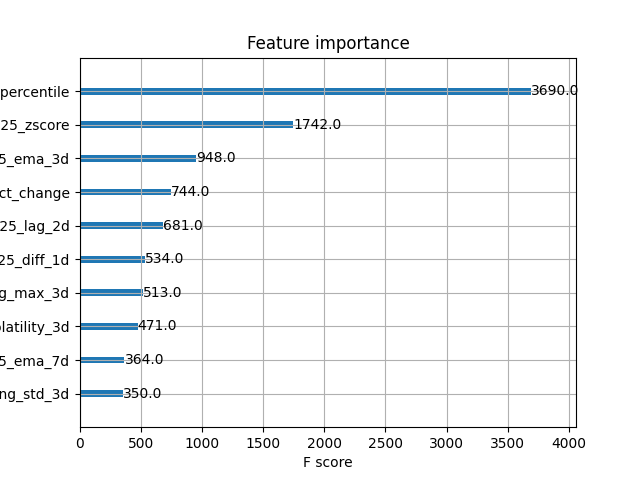 Feature importance
percentile 3690.0
25_zscore 1742.0
5_ema_3d 948.0
ct_change 744.0
25_lag_2d 681.0
25_diff_1d 534.0
g_max_3d 513.0
olatility_3d 471.0
5_ema_7d 364.0
ng_std_3d 350.0
0 500 1000 1500 2000 2500 3000 3500 4000
F score